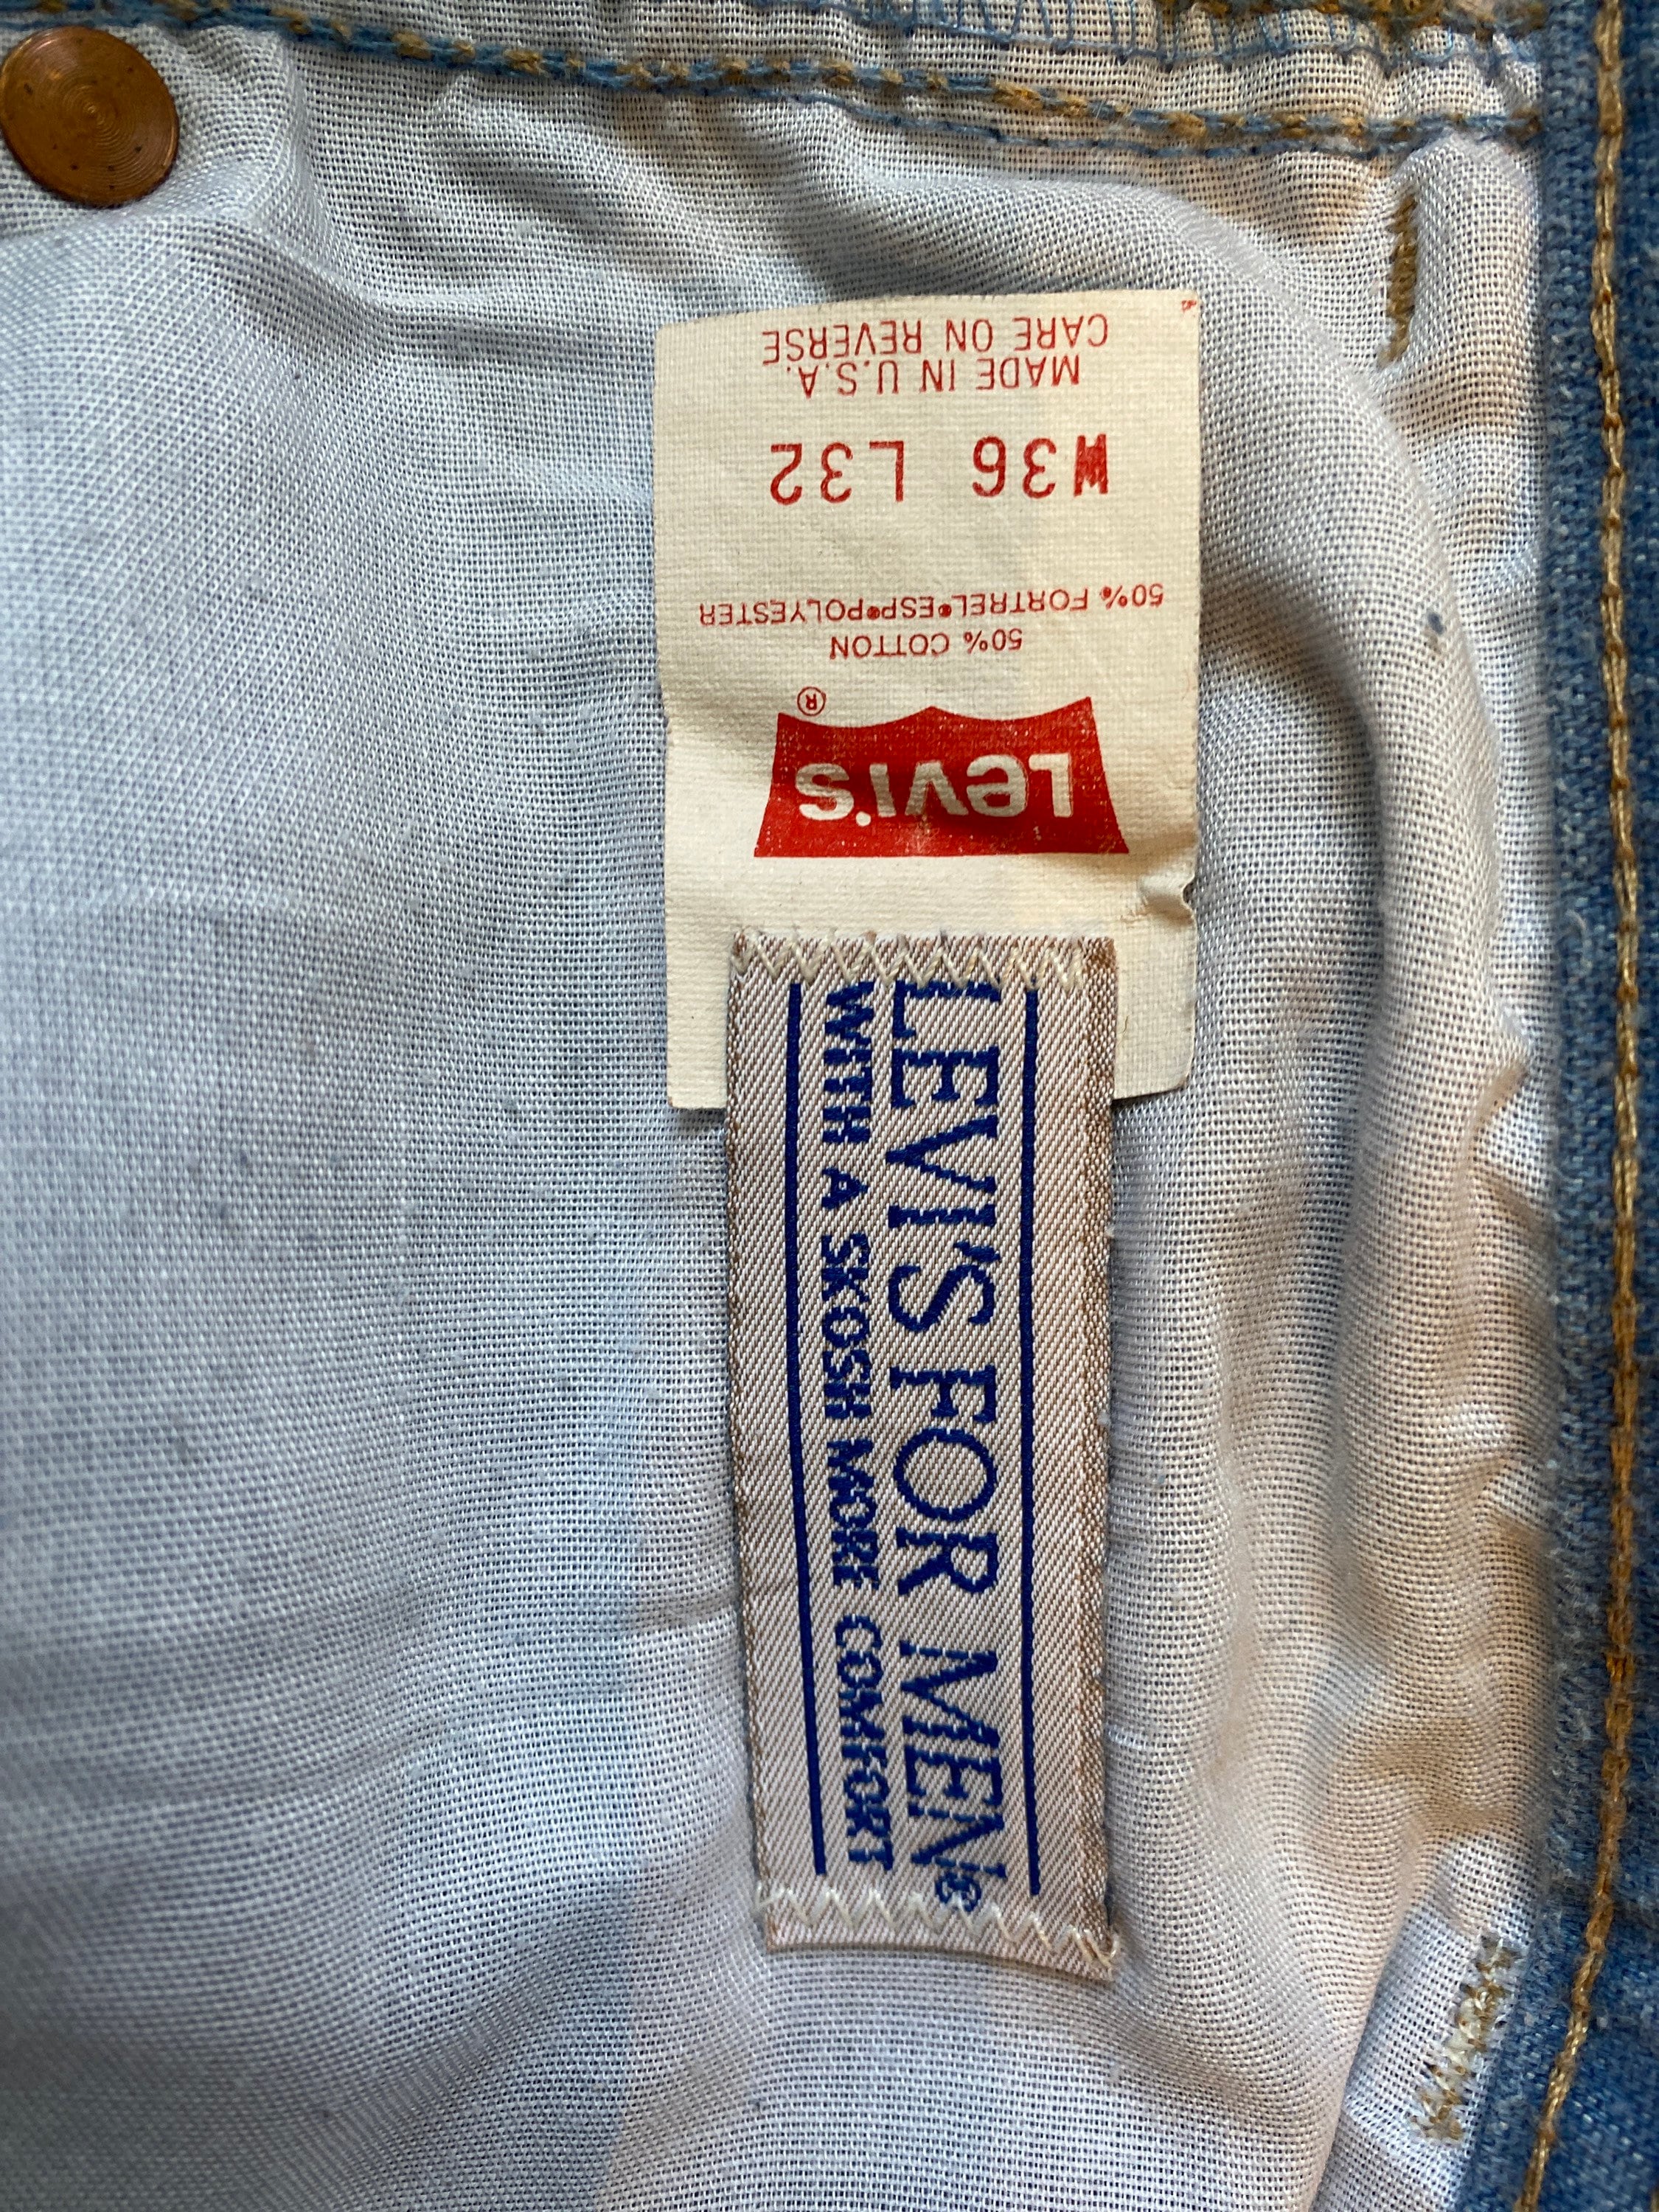 LEVI'S
®
50% COTTON
50% FORTREL®ESP®POLYESTER
W36 L32
MADE IN U.S.A.
CARE ON REVERSE
LEVI'S FOR MEN®
WITH A SKOSH MORE COMFORT